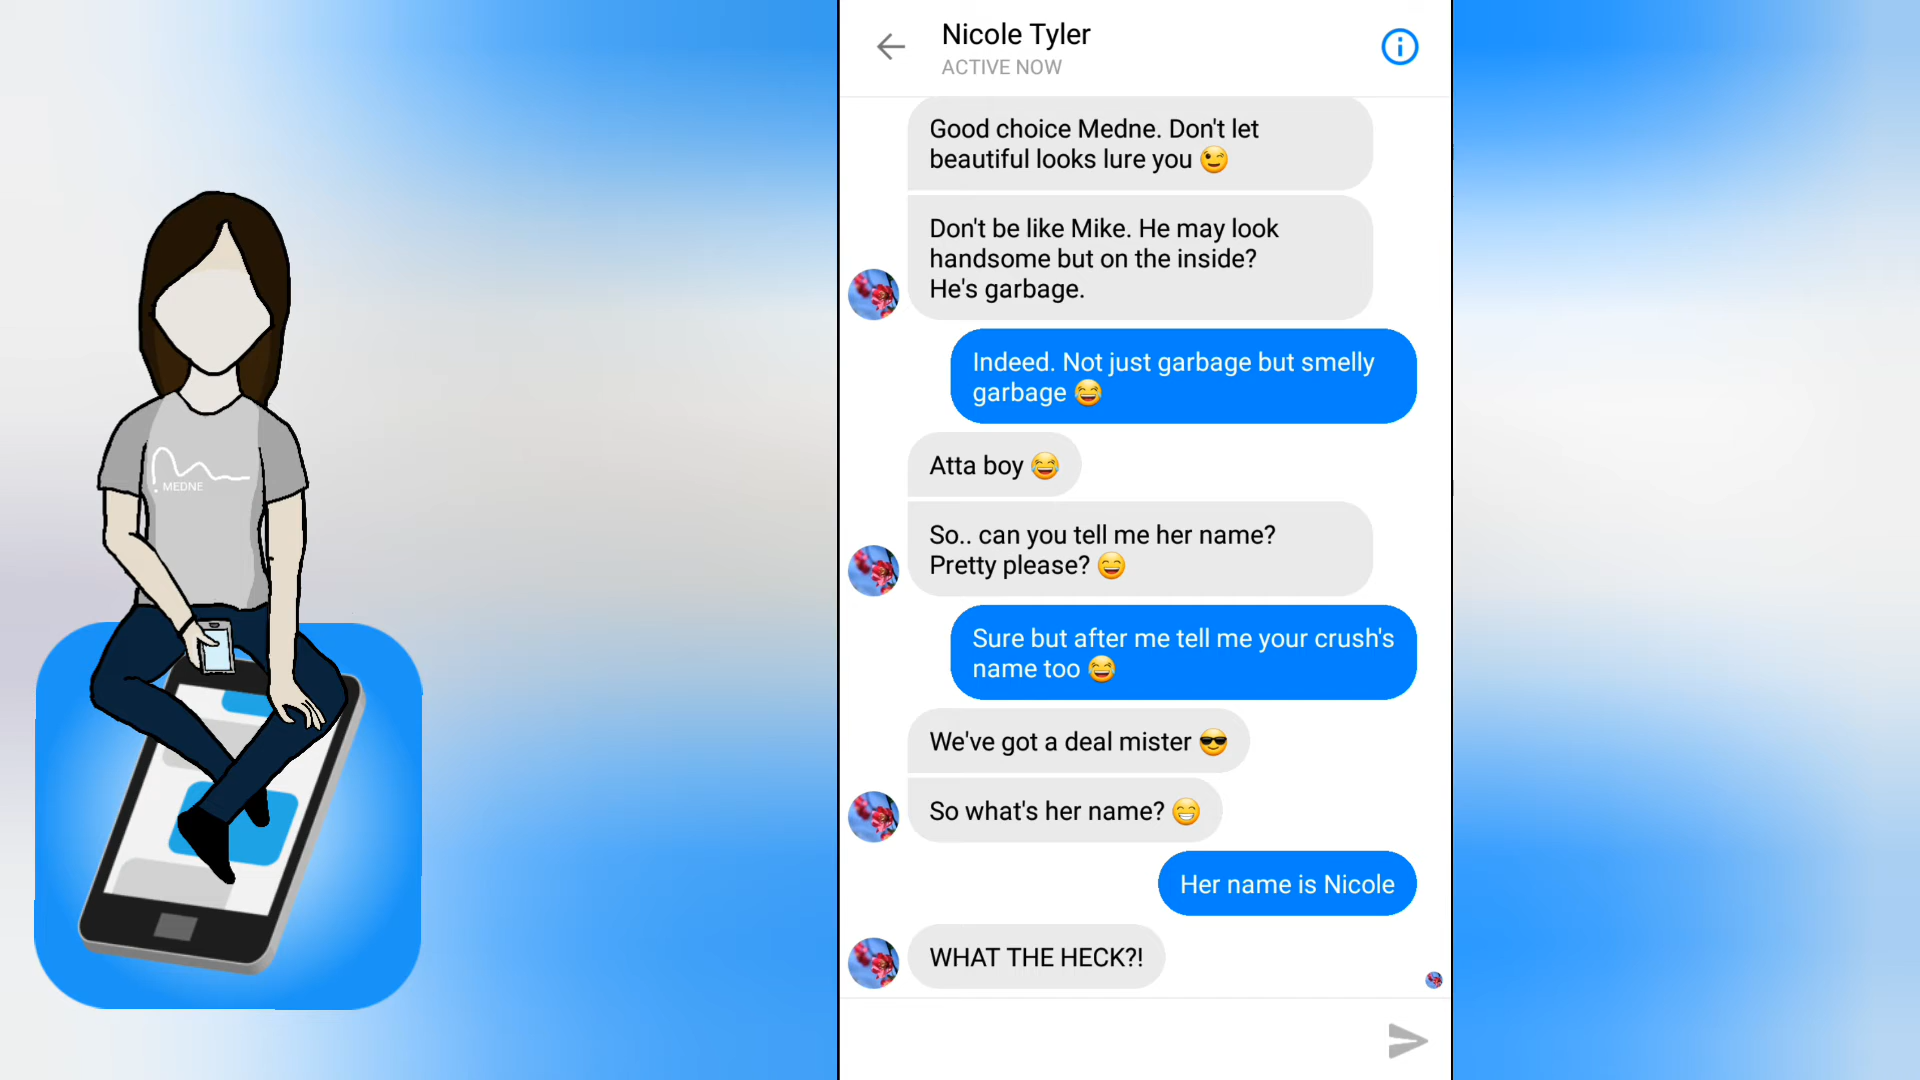 Nicole Tyler
ACTIVE NOW
Good choice Medne. Don't let
beautiful looks lure you 😉
Don't be like Mike. He may look
handsome but on the inside?
He's garbage.
Indeed. Not just garbage but smelly
garbage 😂
Atta boy 😂
So.. can you tell me her name?
Pretty please? 😄
Sure but after me tell me your crush's
name too 😄
We've got a deal mister 😎
So what's her name? 😁
Her name is Nicole
WHAT THE HECK?!
MEDNE